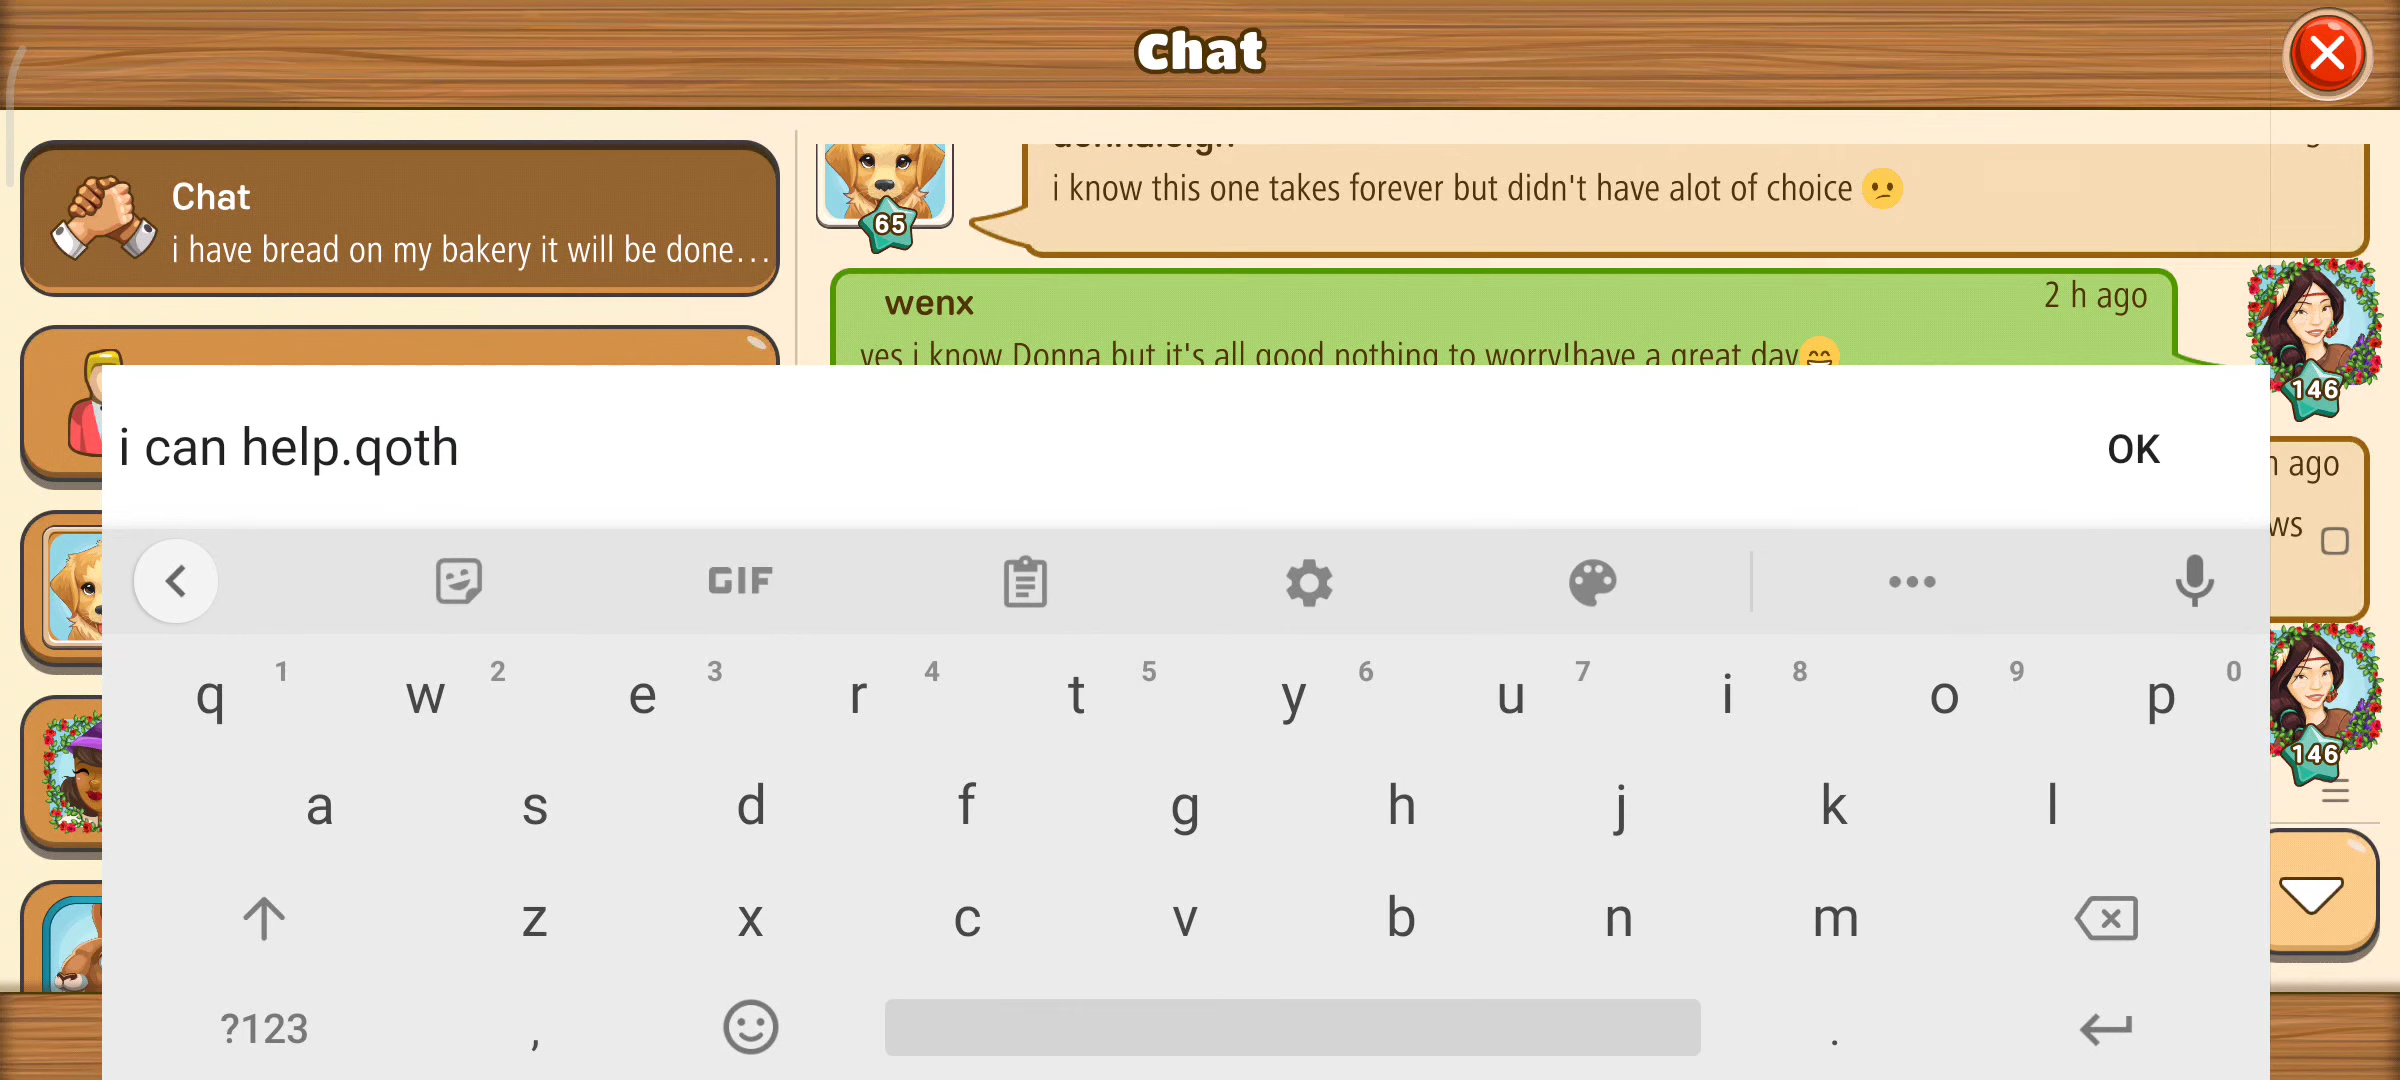 Chat
Chat
i have bread on my bakery it will be done...
i know this one takes forever but didn't have alot of choice
65
wenx
2 h ago
yes i know Donna but it's all good nothing to worry!have a great day
146
i can help.qoth
OK
ago
ws
GIF
q 1 w 2 e 3 r 4 t 5 y 6 u 7 i 8 o 9 p 0
146
a s d f g h j k l
z x c v b n m
?123 , .